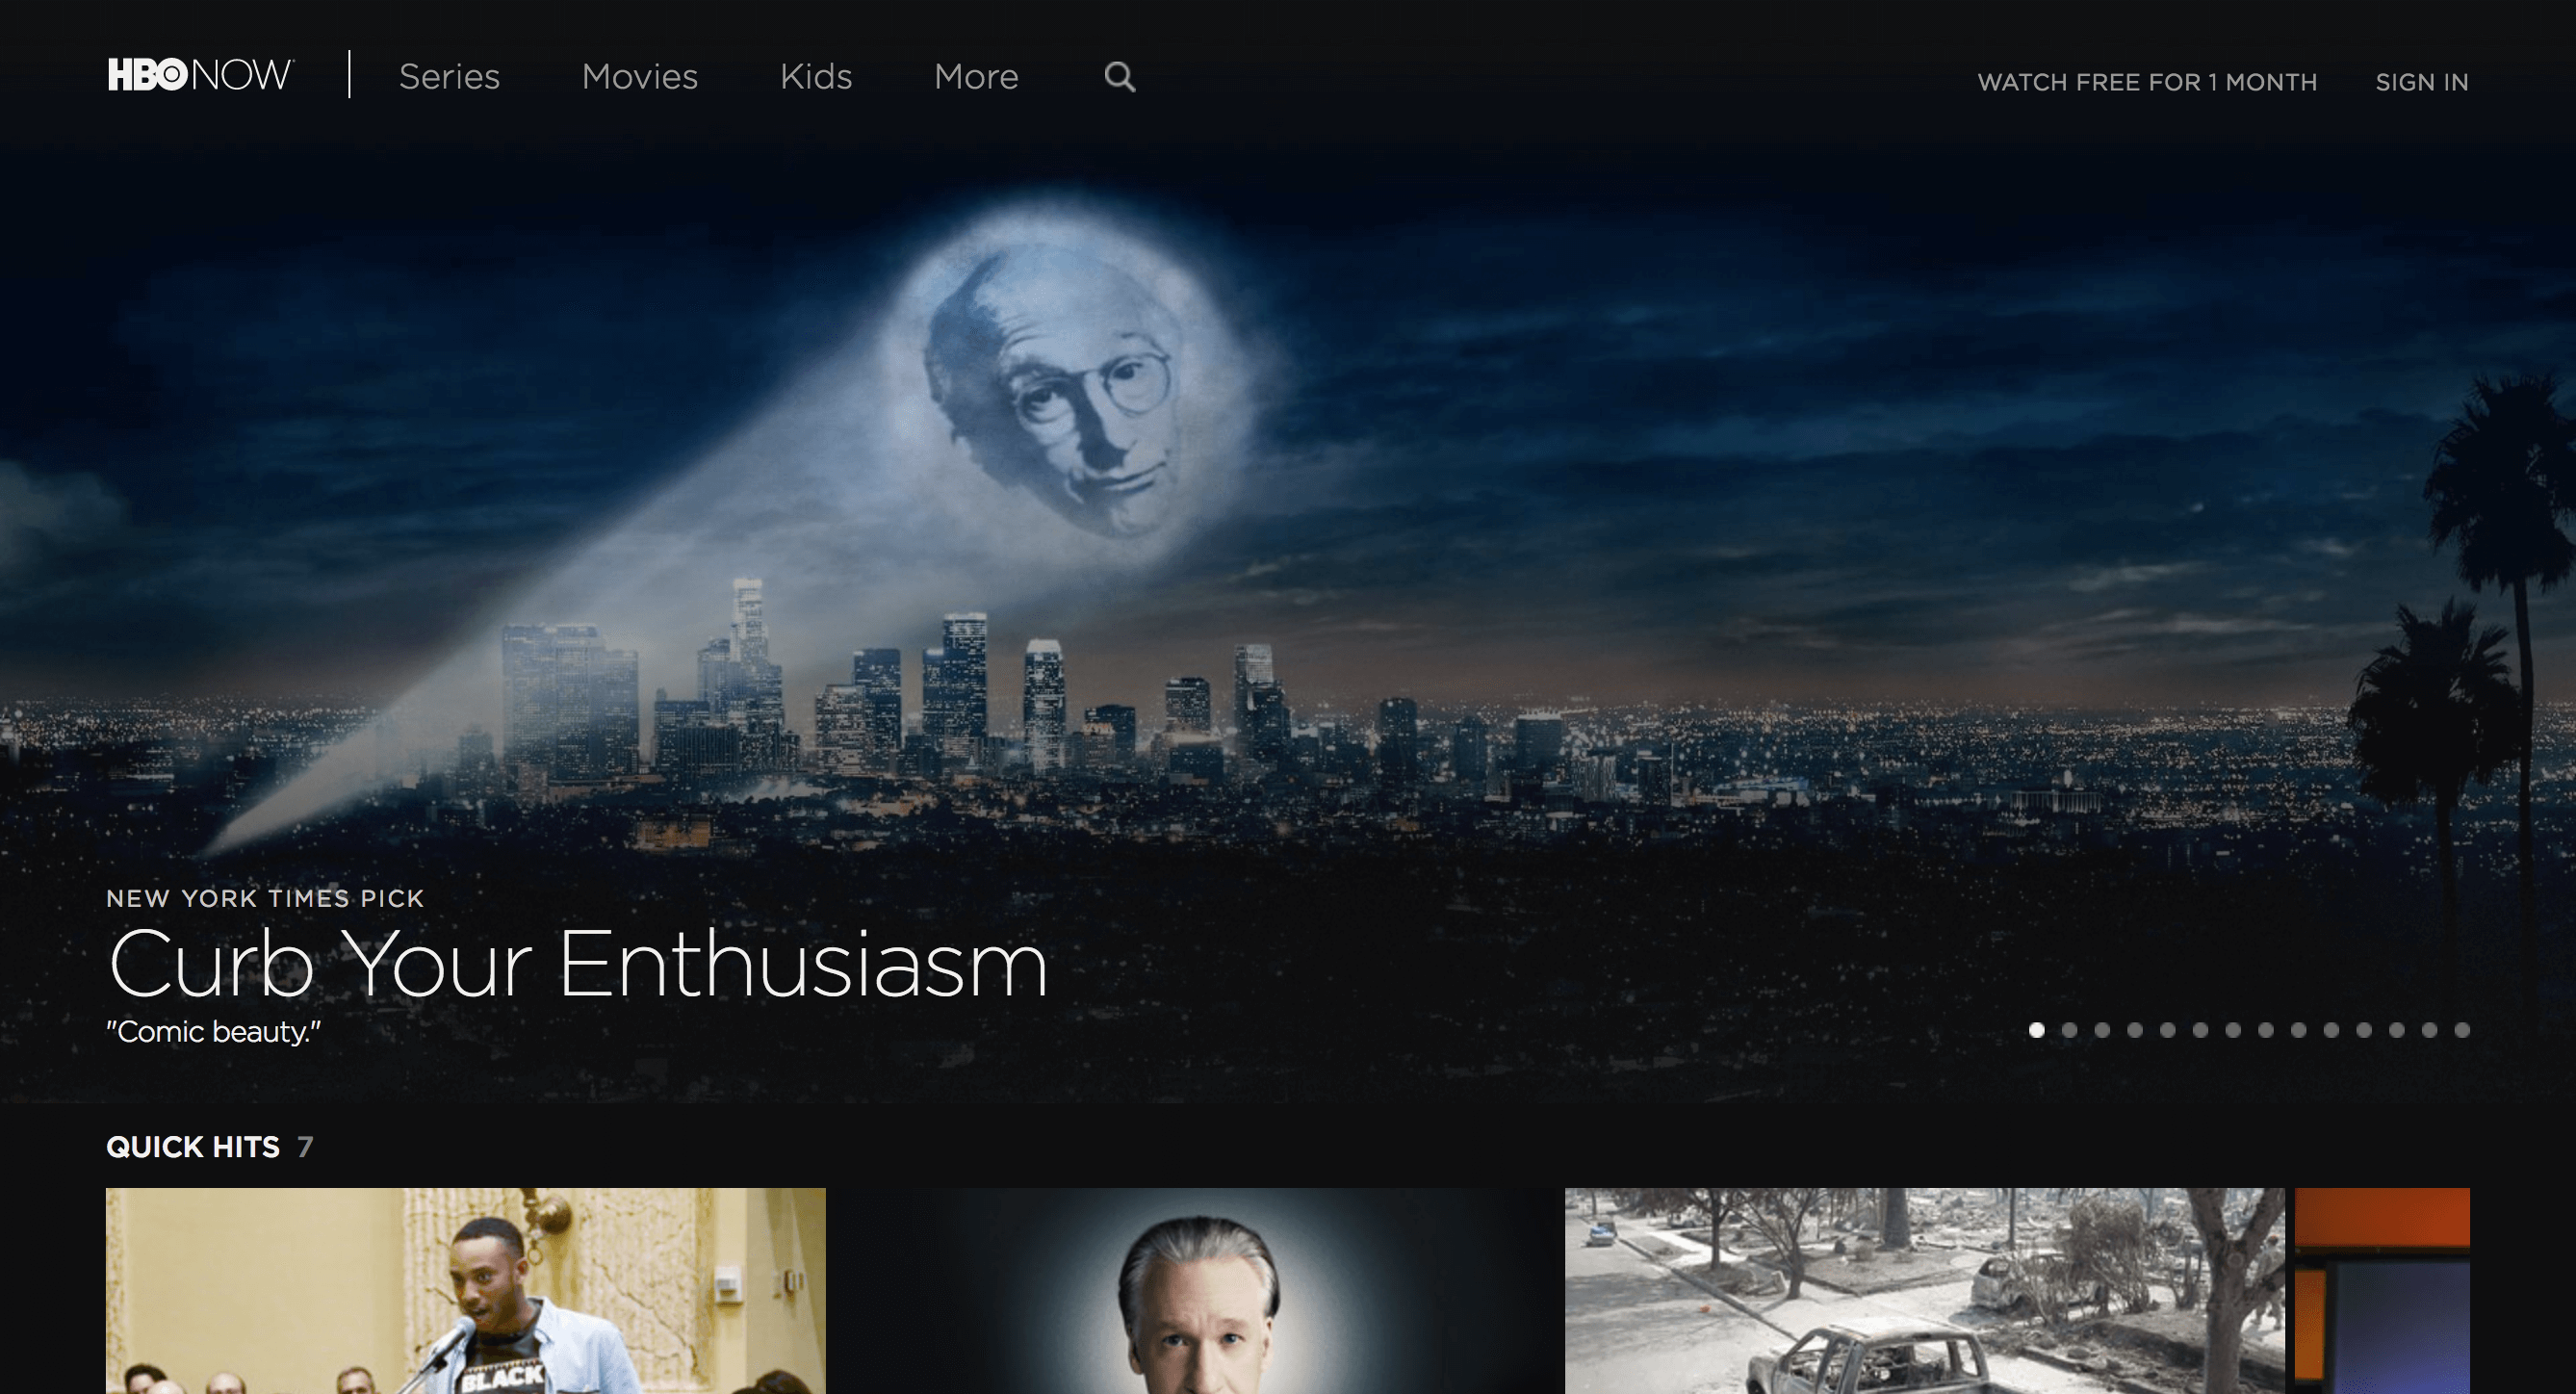 HBO NOW
Series Movies Kids More
WATCH FREE FOR 1 MONTH SIGN IN
NEW YORK TIMES PICK
Curb Your Enthusiasm
"Comic beauty."
QUICK HITS 7
BLACK